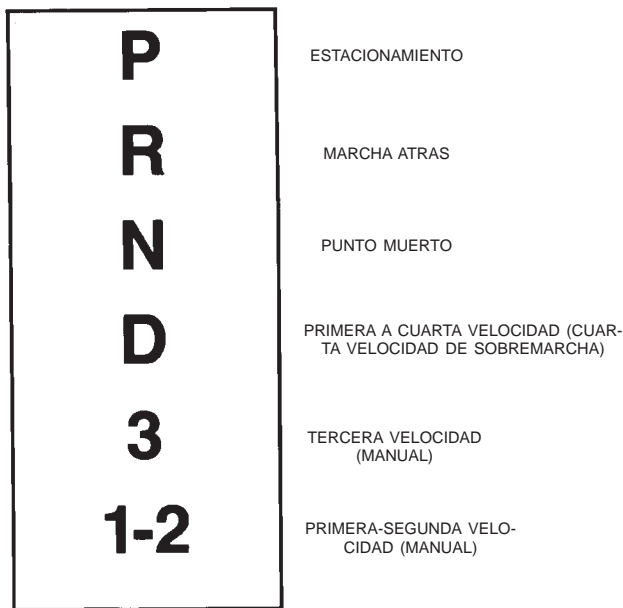 P
ESTACIONAMIENTO
R
MARCHA ATRAS
N
PUNTO MUERTO
D
PRIMERA A CUARTA VELOCIDAD (CUAR-
TA VELOCIDAD DE SOBREMARCHA)
3
TERCERA VELOCIDAD
(MANUAL)
1-2
PRIMERA-SEGUNDA VELO-
CIDAD (MANUAL)